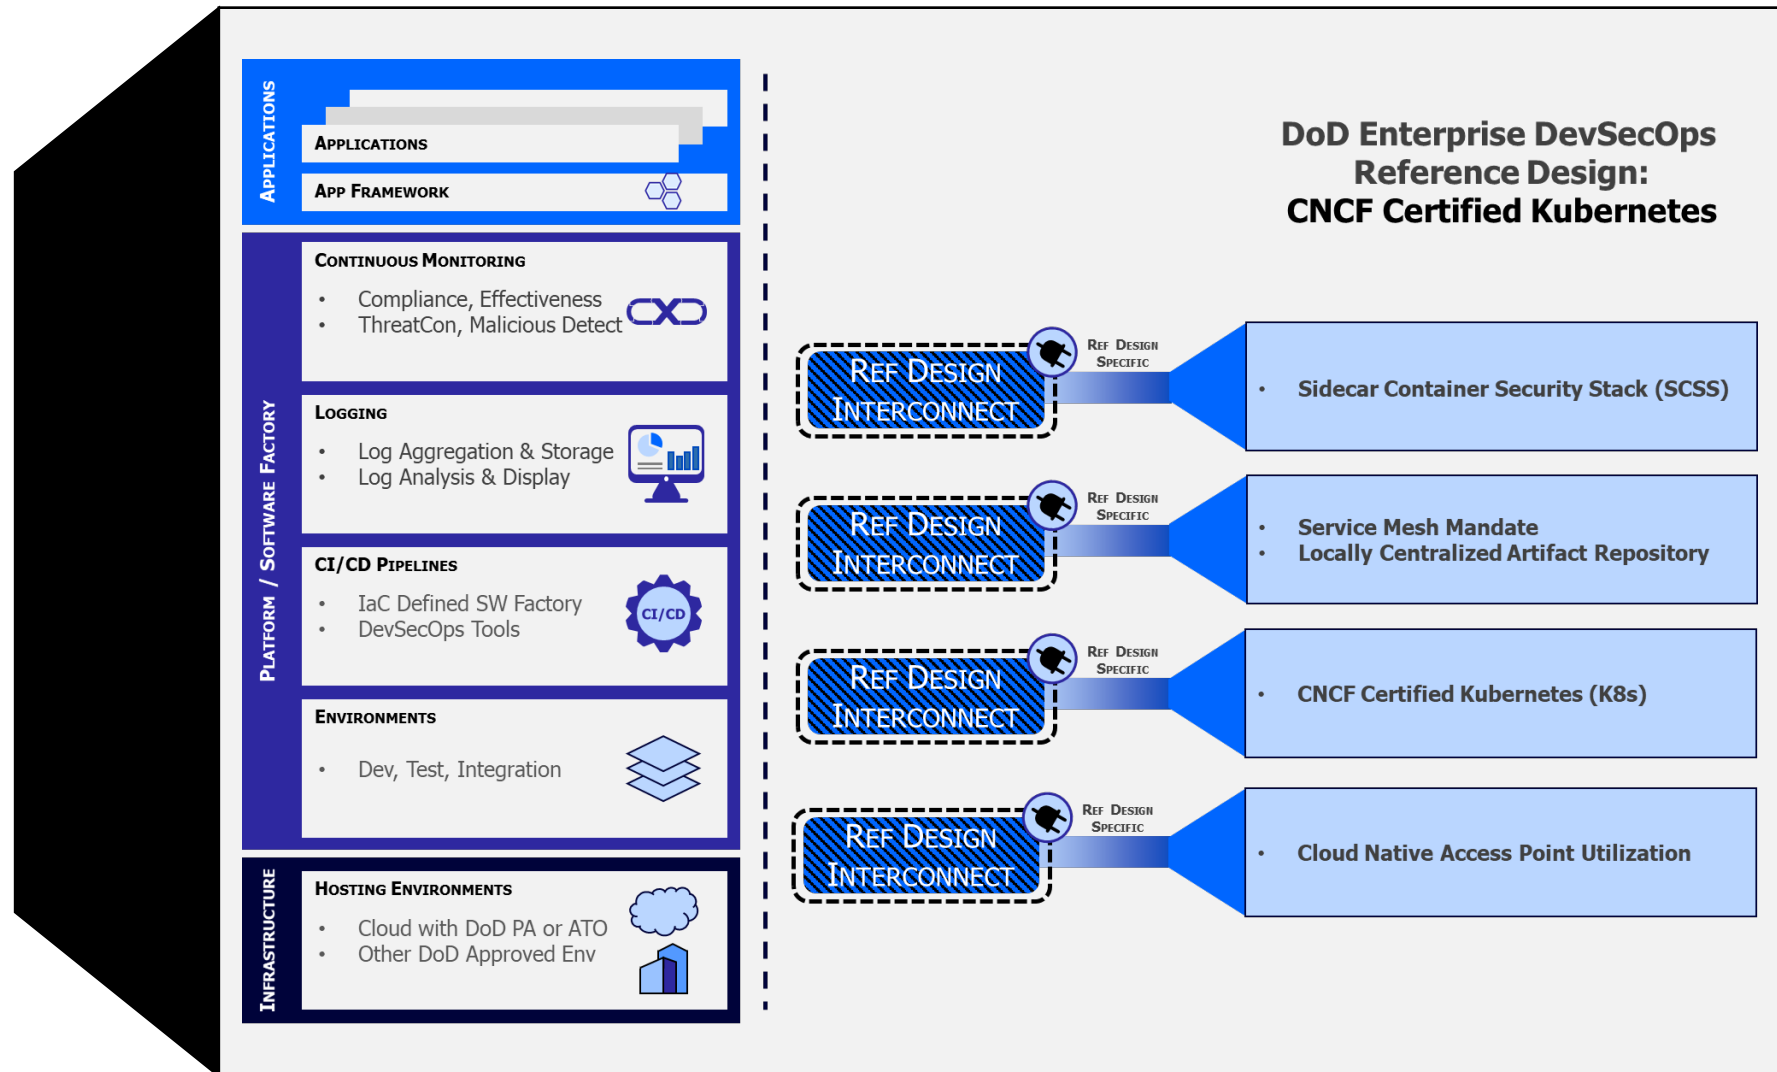 APPLICATIONS
APPLICATIONS
APP FRAMEWORK
PLATFORM / SOFTWARE FACTORY
CONTINUOUS MONITORING
• Compliance, Effectiveness
• ThreatCon, Malicious Detect
LOGGING
• Log Aggregation & Storage
• Log Analysis & Display
CI/CD PIPELINES
• IaC Defined SW Factory
• DevSecOps Tools
CI/CD
ENVIRONMENTS
• Dev, Test, Integration
INFRASTRUCTURE
HOSTING ENVIRONMENTS
• Cloud with DoD PA or ATO
• Other DoD Approved Env
DoD Enterprise DevSecOps
Reference Design:
CNCF Certified Kubernetes
REF DESIGN
INTERCONNECT
REF DESIGN
SPECIFIC
• Sidecar Container Security Stack (SCSS)
REF DESIGN
INTERCONNECT
REF DESIGN
SPECIFIC
• Service Mesh Mandate
• Locally Centralized Artifact Repository
REF DESIGN
INTERCONNECT
REF DESIGN
SPECIFIC
• CNCF Certified Kubernetes (K8s)
REF DESIGN
INTERCONNECT
REF DESIGN
SPECIFIC
• Cloud Native Access Point Utilization